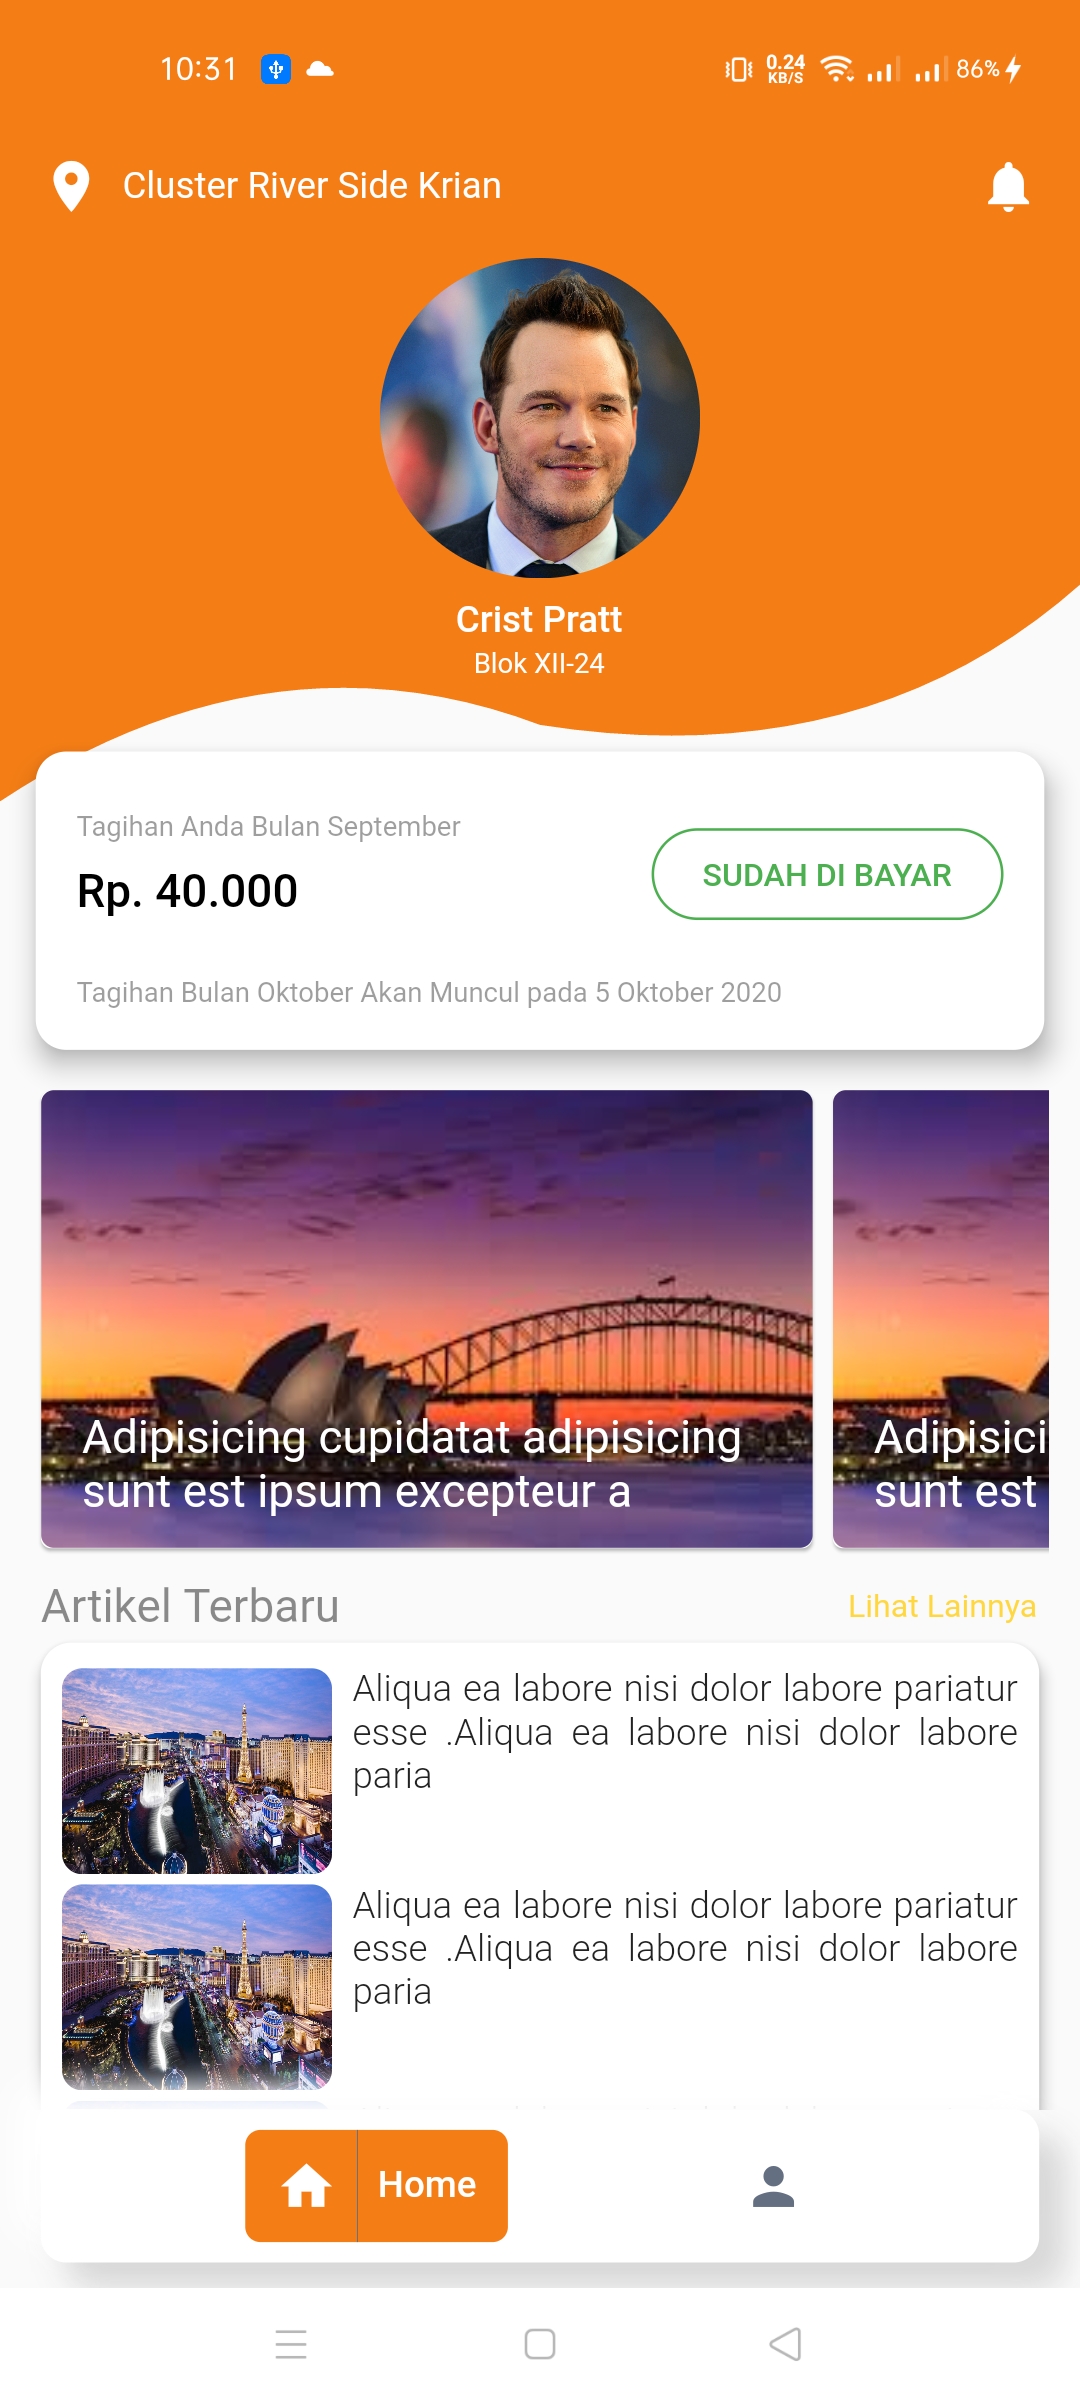 10:31
0.24
KB/S
86%
Cluster River Side Krian
Crist Pratt
Blok XII-24
Tagihan Anda Bulan September
Rp. 40.000
SUDAH DI BAYAR
Tagihan Bulan Oktober Akan Muncul pada 5 Oktober 2020
Adipisicing cupidatat adipisicing
sunt est ipsum excepteur a
Adipisici
sunt est
Artikel Terbaru
Lihat Lainnya
Aliqua ea labore nisi dolor labore pariatur
esse .Aliqua ea labore nisi dolor labore
paria
Aliqua ea labore nisi dolor labore pariatur
esse .Aliqua ea labore nisi dolor labore
paria
Home